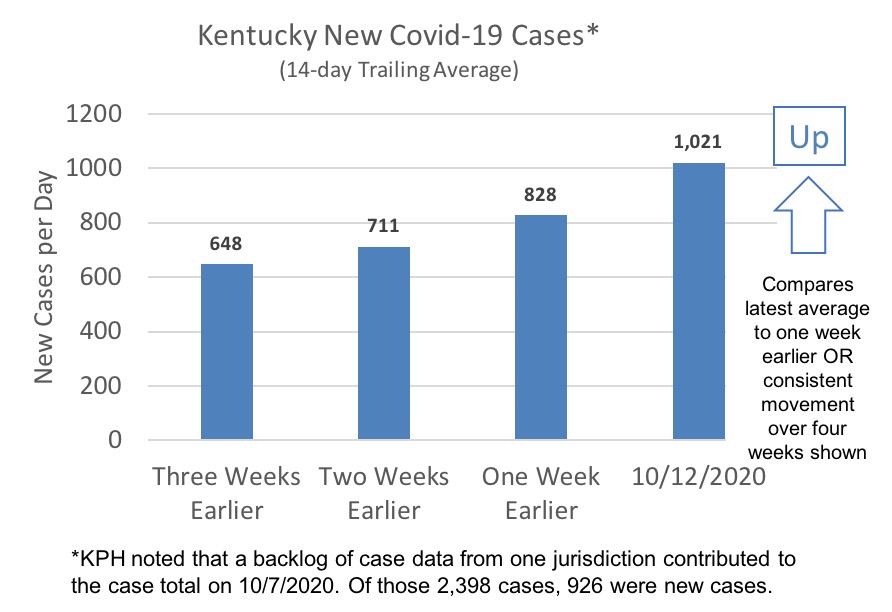 Kentucky New Covid-19 Cases*
(14-day Trailing Average)
New Cases per Day
1200
1000
800
600
400
200
0
648
711
828
1,021
Three Weeks
Earlier
Two Weeks
Earlier
One Week
Earlier
10/12/2020
Up
Compares
latest average
to one week
earlier OR
consistent
movement
over four
weeks shown
*KPH noted that a backlog of case data from one jurisdiction contributed to
the case total on 10/7/2020. Of those 2,398 cases, 926 were new cases.